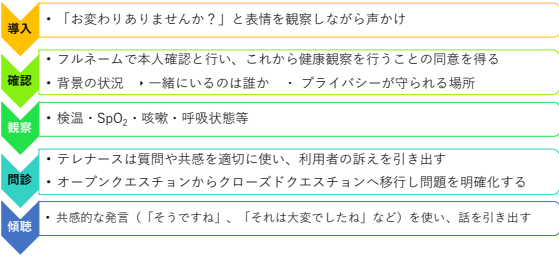 導入
・「お変わりありませんか？」と表情を観察しながら声かけ
確認
・フルネームで本人確認と行い、これから健康観察を行うことの同意を得る
・背景の状況 ▸一緒にいるのは誰か ・ プライバシーが守られる場所
観察
・検温・SpO₂・咳嗽・呼吸状態等
問診
・テレナースは質問や共感を適切に使い、利用者の訴えを引き出す
・オープンクエスチョンからクローズドクエスチョンへ移行し問題を明確化する
傾聴
・共感的な発言（「そうですね」、「それは大変でしたね」など）を使い、話を引き出す